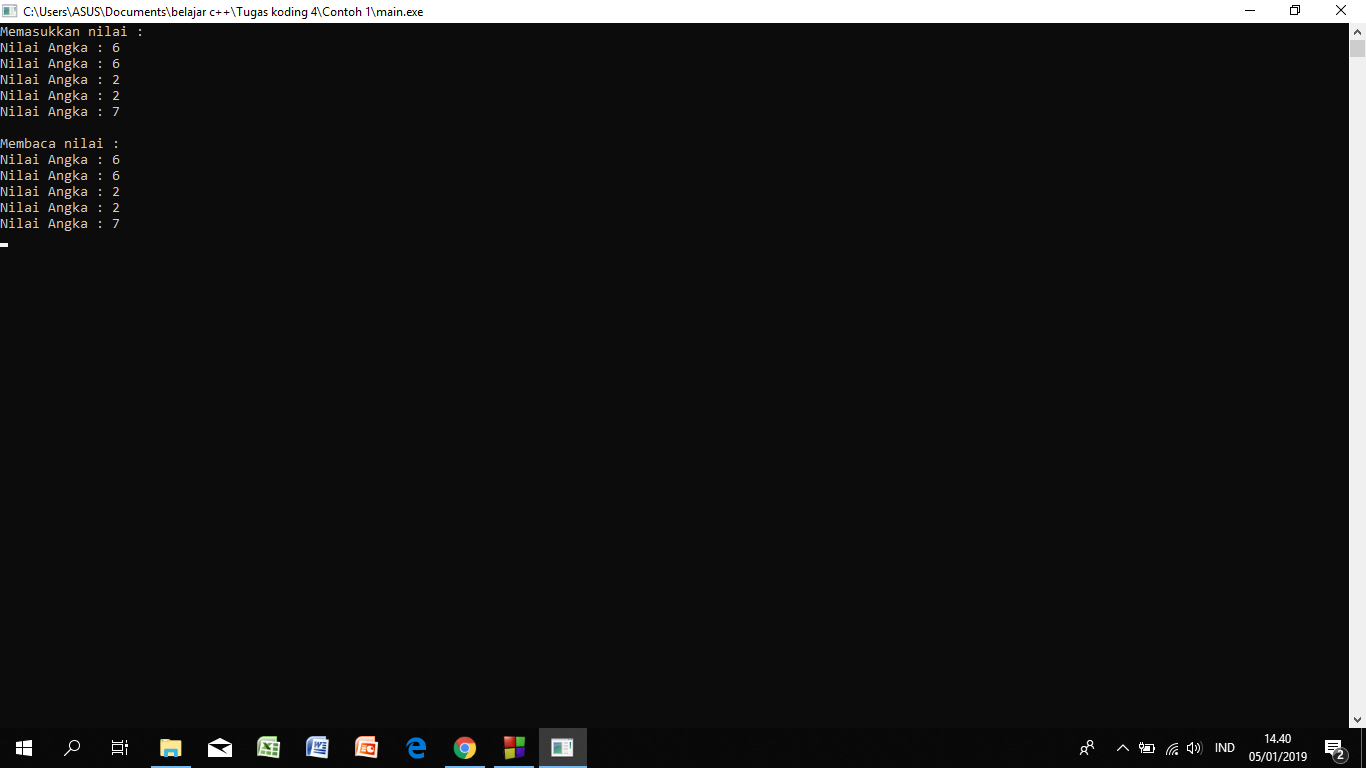 C:\Users\ASUS\Documents\belajar c++\Tugas koding 4\Contoh 1\main.exe
Memasukkan nilai :
Nilai Angka : 6
Nilai Angka : 6
Nilai Angka : 2
Nilai Angka : 2
Nilai Angka : 7
Membaca nilai :
Nilai Angka : 6
Nilai Angka : 6
Nilai Angka : 2
Nilai Angka : 2
Nilai Angka : 7
IND
14.40
05/01/2019
2